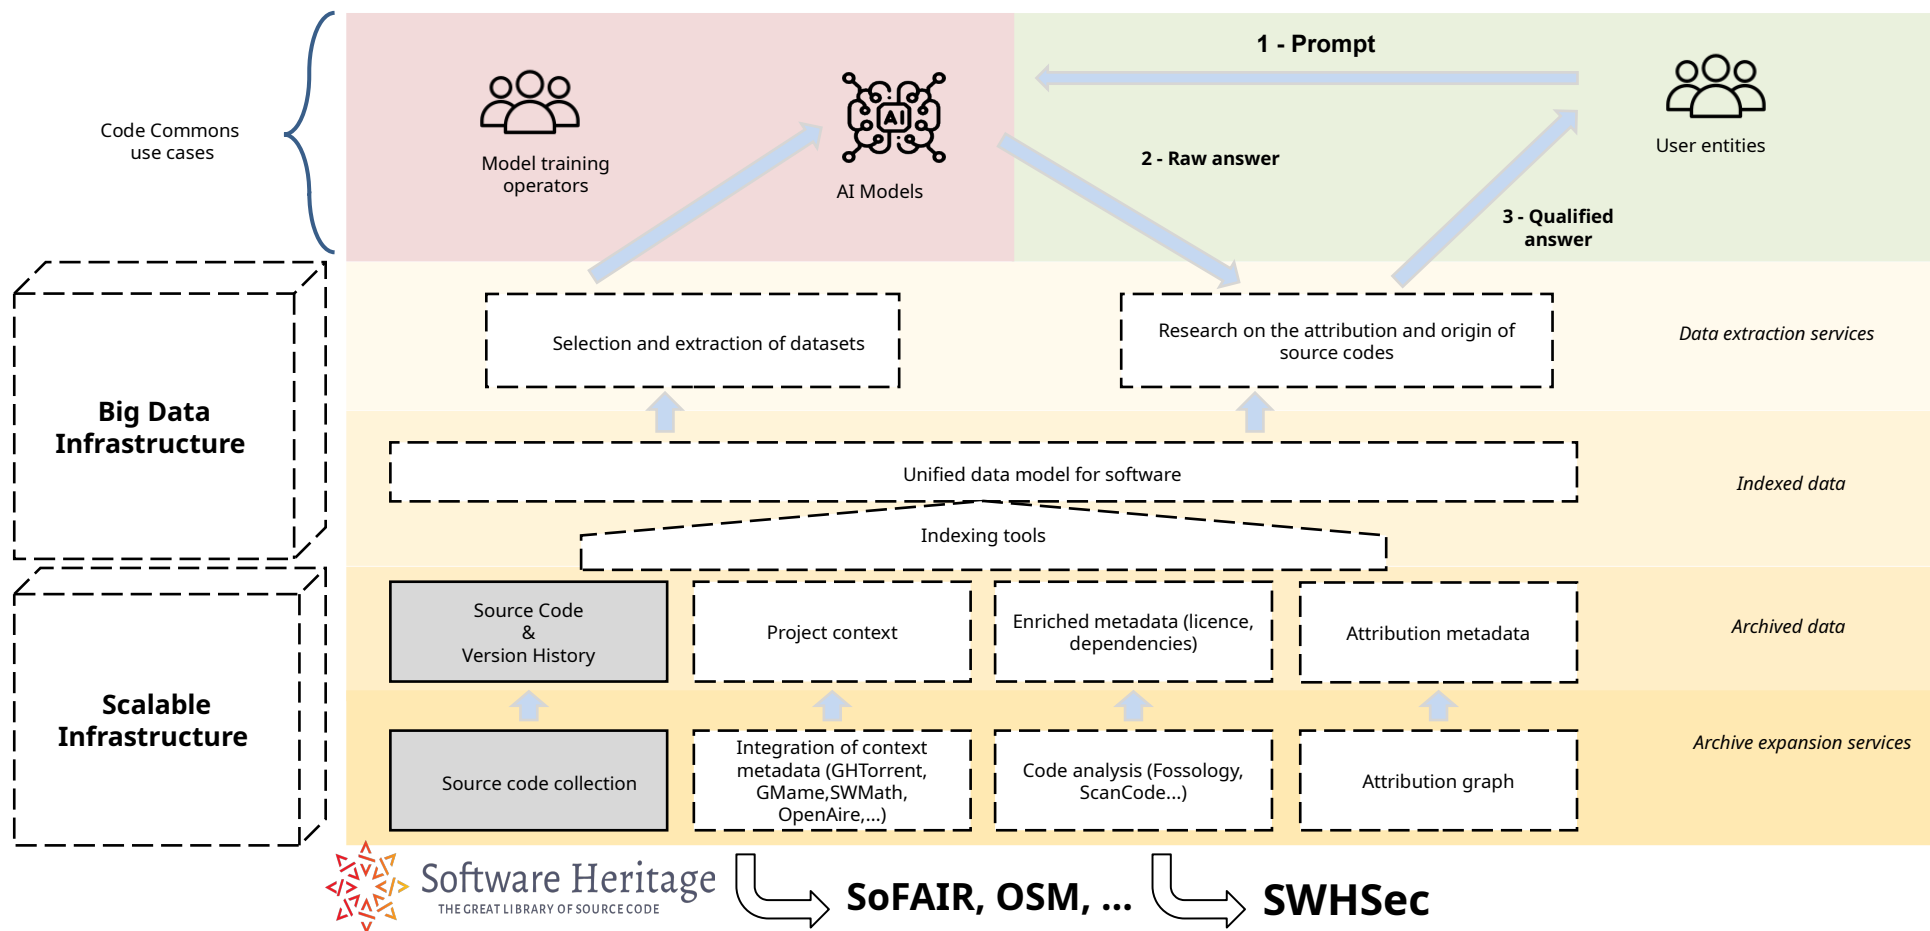 Code Commons
use cases
Model training
operators
AI
AI Models
1 - Prompt
2 - Raw answer
3 - Qualified
answer
User entities
Big Data
Infrastructure
Selection and extraction of datasets
Research on the attribution and origin of
source codes
Data extraction services
Unified data model for software
Indexed data
Indexing tools
Scalable
Infrastructure
Source Code
&
Version History
Project context
Enriched metadata (licence,
dependencies)
Attribution metadata
Archived data
Source code collection
Integration of context
metadata (GHTorrent,
GMame,SWMath,
OpenAire,...)
Code analysis (Fossology,
ScanCode...)
Attribution graph
Archive expansion services
Software Heritage
THE GREAT LIBRARY OF SOURCE CODE
SoFAIR, OSM, ...
SWHSec